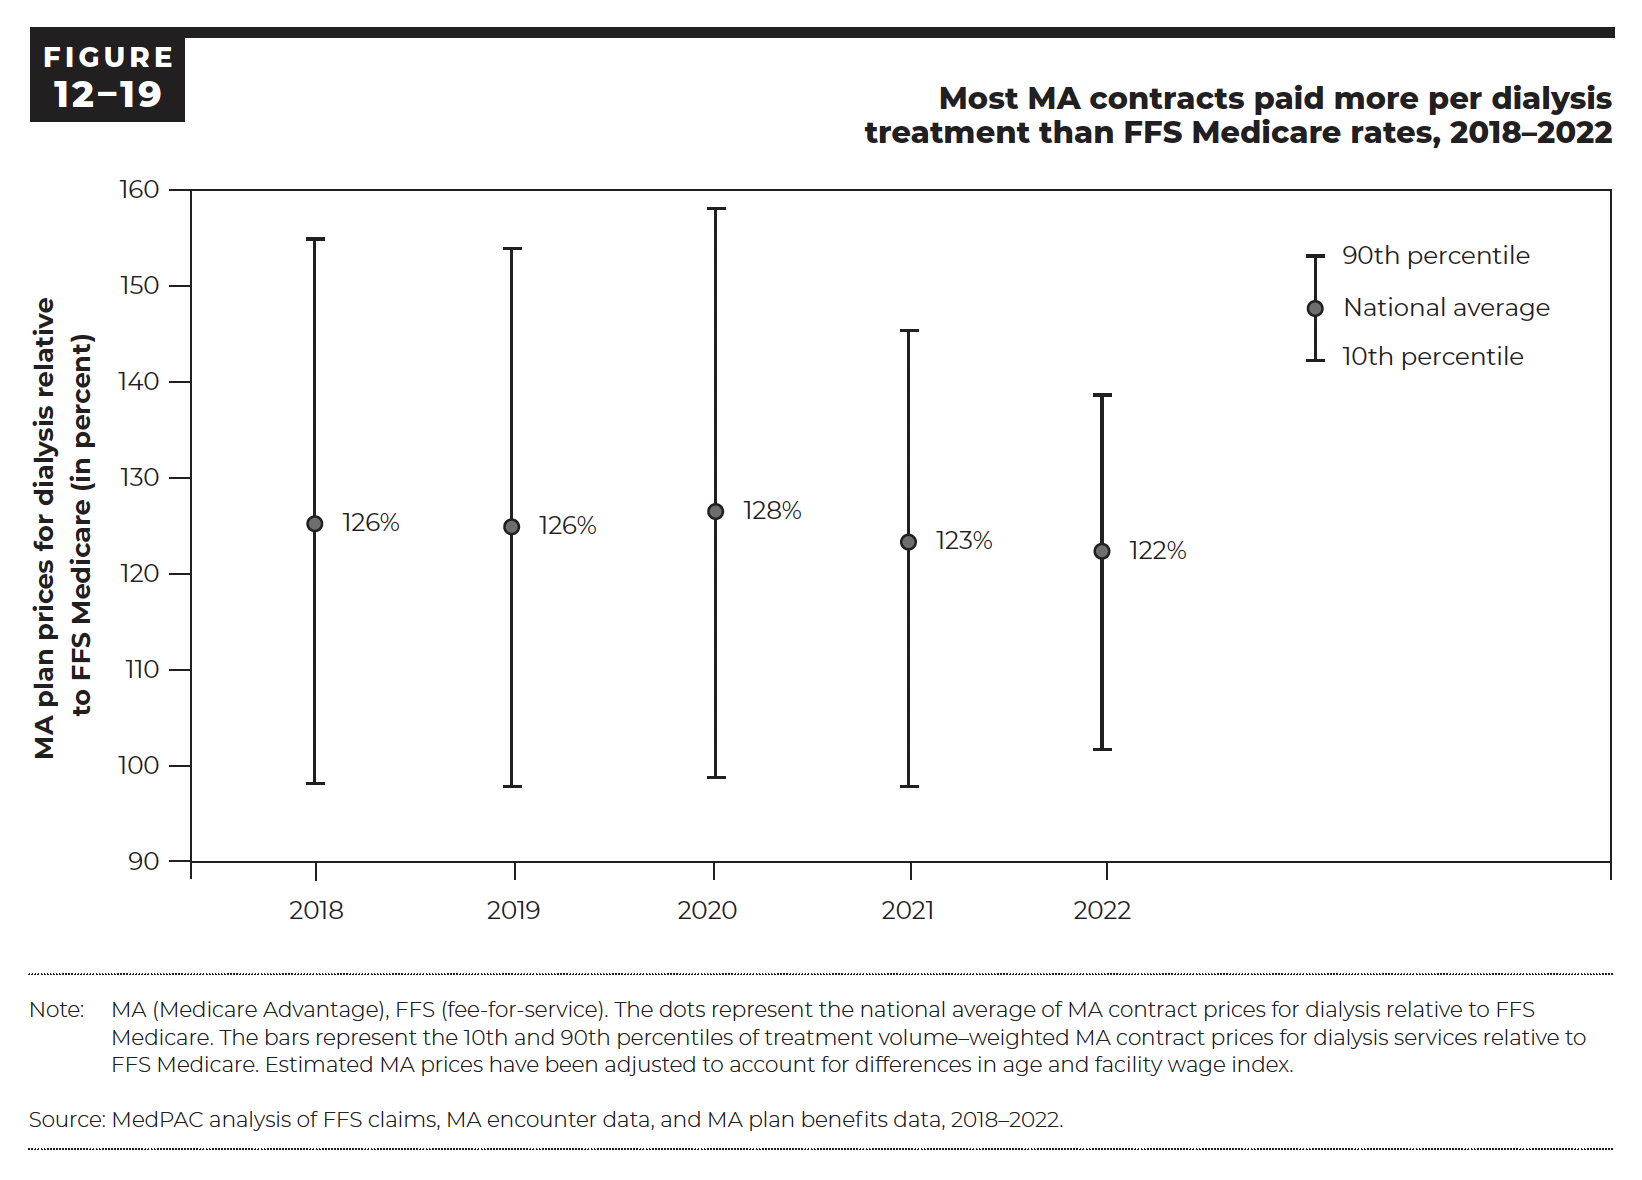 FIGURE
12–19
Most MA contracts paid more per dialysis
treatment than FFS Medicare rates, 2018–2022
MA plan prices for dialysis relative
to FFS Medicare (in percent)
160
150
140
130
120
110
100
90
90th percentile
National average
10th percentile
126%
126%
128%
123%
122%
2018
2019
2020
2021
2022
Note: MA (Medicare Advantage), FFS (fee-for-service). The dots represent the national average of MA contract prices for dialysis relative to FFS
Medicare. The bars represent the 10th and 90th percentiles of treatment volume–weighted MA contract prices for dialysis services relative to
FFS Medicare. Estimated MA prices have been adjusted to account for differences in age and facility wage index.
Source: MedPAC analysis of FFS claims, MA encounter data, and MA plan benefits data, 2018–2022.